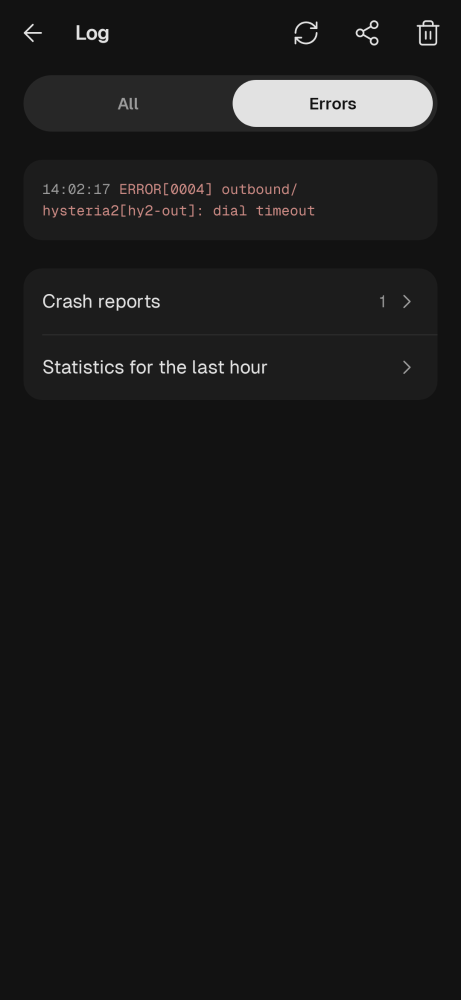 Log
All
Errors
14:02:17 ERROR[0004] outbound/
hysteria2[hy2-out]: dial timeout
Crash reports
1
Statistics for the last hour